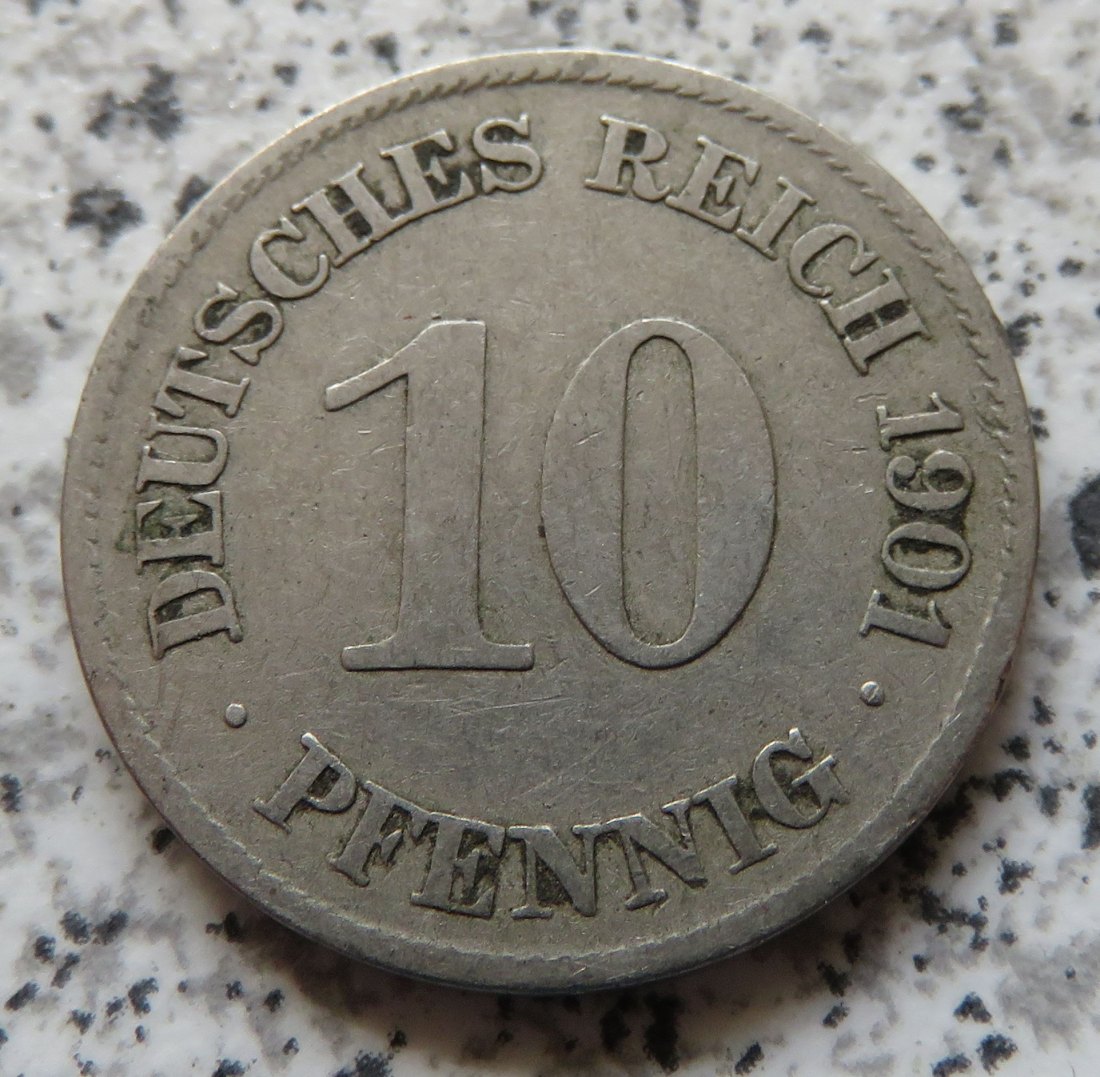 DEUTSCHES REICH 1901
10
· PFENNIG ·